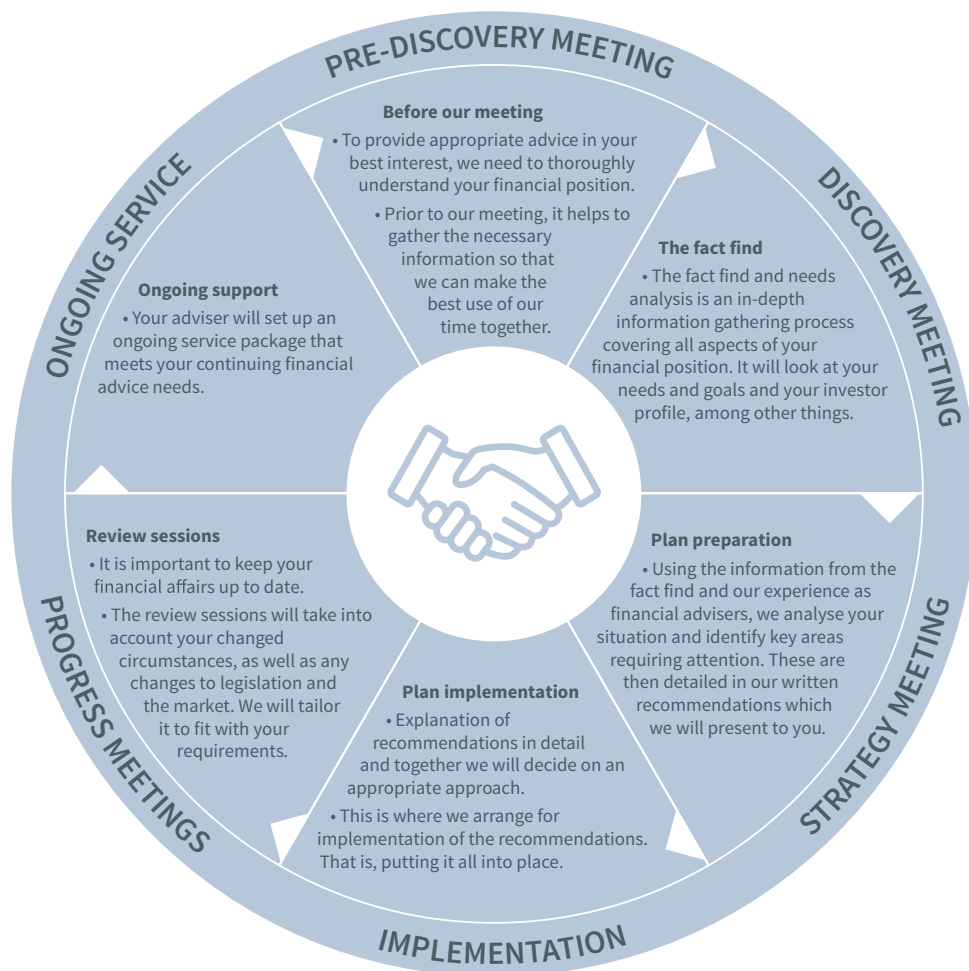 PRE-DISCOVERY MEETING
Before our meeting
• To provide appropriate advice in your
best interest, we need to thoroughly
understand your financial position.
• Prior to our meeting, it helps to
gather the necessary
information so that
we can make the
best use of our
time together.
DISCOVERY MEETING
The fact find
• The fact find and needs
analysis is an in-depth
information gathering process
covering all aspects of your
financial position. It will look at your
needs and goals and your investor
profile, among other things.
STRATEGY MEETING
Plan preparation
• Using the information from the
fact find and our experience as
financial advisers, we analyse your
situation and identify key areas
requiring attention. These are
then detailed in our written
recommendations which
we will present to you.
IMPLEMENTATION
Plan implementation
• Explanation of
recommendations in detail
and together we will decide on an
appropriate approach.
• This is where we arrange for
implementation of the recommendations.
That is, putting it all into place.
PROGRESS MEETINGS
Review sessions
• It is important to keep your
financial affairs up to date.
• The review sessions will take into
account your changed
circumstances, as well as any
changes to legislation and
the market. We will tailor
it to fit with your
requirements.
ONGOING SERVICE
Ongoing support
• Your adviser will set up an
ongoing service package that
meets your continuing financial
advice needs.